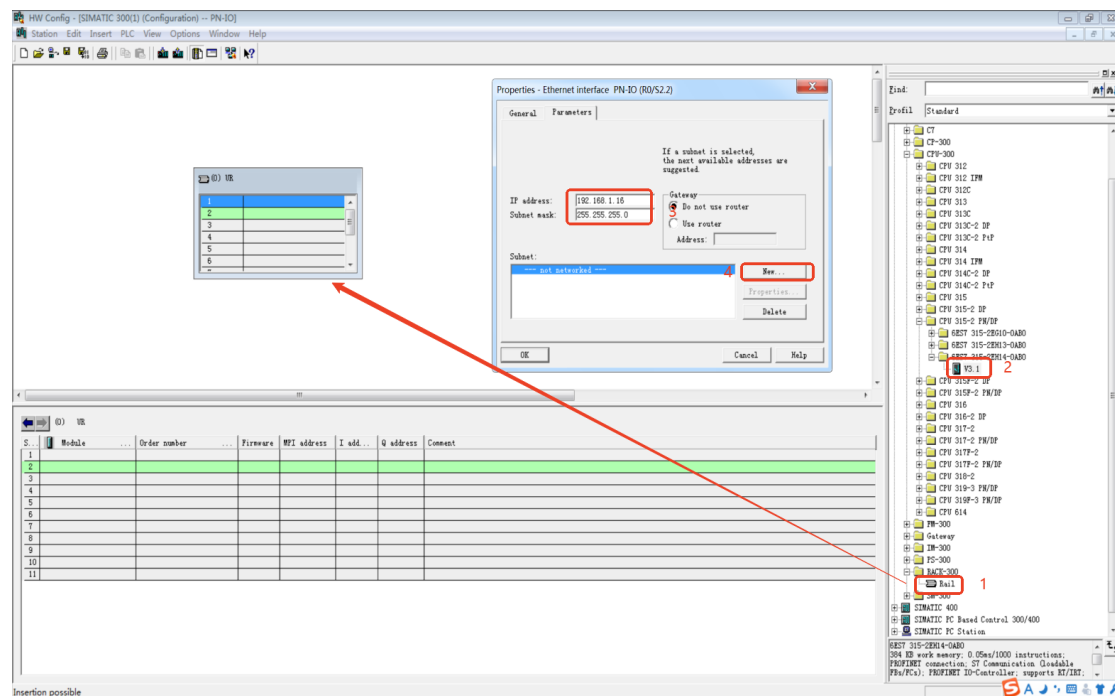 HW Config - [SIMATIC 300(1) (Configuration) -- PN-IO]
Station Edit Insert PLC View Options Window Help
(0) UR
1
2
3
4
5
6
Properties - Ethernet interface PN-IO (R0/S2.2)
General Parameters
If a subnet is selected,
the next available addresses are
suggested.
IP address: 192.168.1.16
Subnet mask: 255.255.255.0
Gateway
3
Do not use router
Use router
Address:
Subnet:
--- not networked ---
4
New...
Properties...
Delete
OK Cancel Help
Find:
Profil Standard
C7
CP-300
CPU-300
CPU 312
CPU 312 IFM
CPU 312C
CPU 313
CPU 313C
CPU 313C-2 DP
CPU 313C-2 PtP
CPU 314
CPU 314 IFM
CPU 314C-2 DP
CPU 314C-2 PtP
CPU 315
CPU 315-2 DP
CPU 315-2 PN/DP
6ES7 315-2EG10-0AB0
6ES7 315-2EH13-0AB0
6ES7 315-2EH14-0AB0
V3.1 2
CPU 315F-2 DP
CPU 315F-2 PN/DP
CPU 316
CPU 316-2 DP
CPU 317-2
CPU 317-2 PN/DP
CPU 317F-2
CPU 317F-2 PN/DP
CPU 318-2
CPU 319-3 PN/DP
CPU 319F-3 PN/DP
CPU 614
FM-300
Gateway
IM-300
PS-300
RACK-300
Rail 1
SM-300
SIMATIC 400
SIMATIC PC Based Control 300/400
SIMATIC PC Station
6ES7 315-2EH14-0AB0
384 KB work memory; 0.05ms/1000 instructions;
PROFINET connection; S7 Communication (loadable
FBs/FCs); PROFINET IO-Controller; supports RT/IRT;
(0) UR
S... Module ... Order number ... Firmware MPI address I add... Q address Comment
1
2
3
4
5
6
7
8
9
10
11
Insertion possible